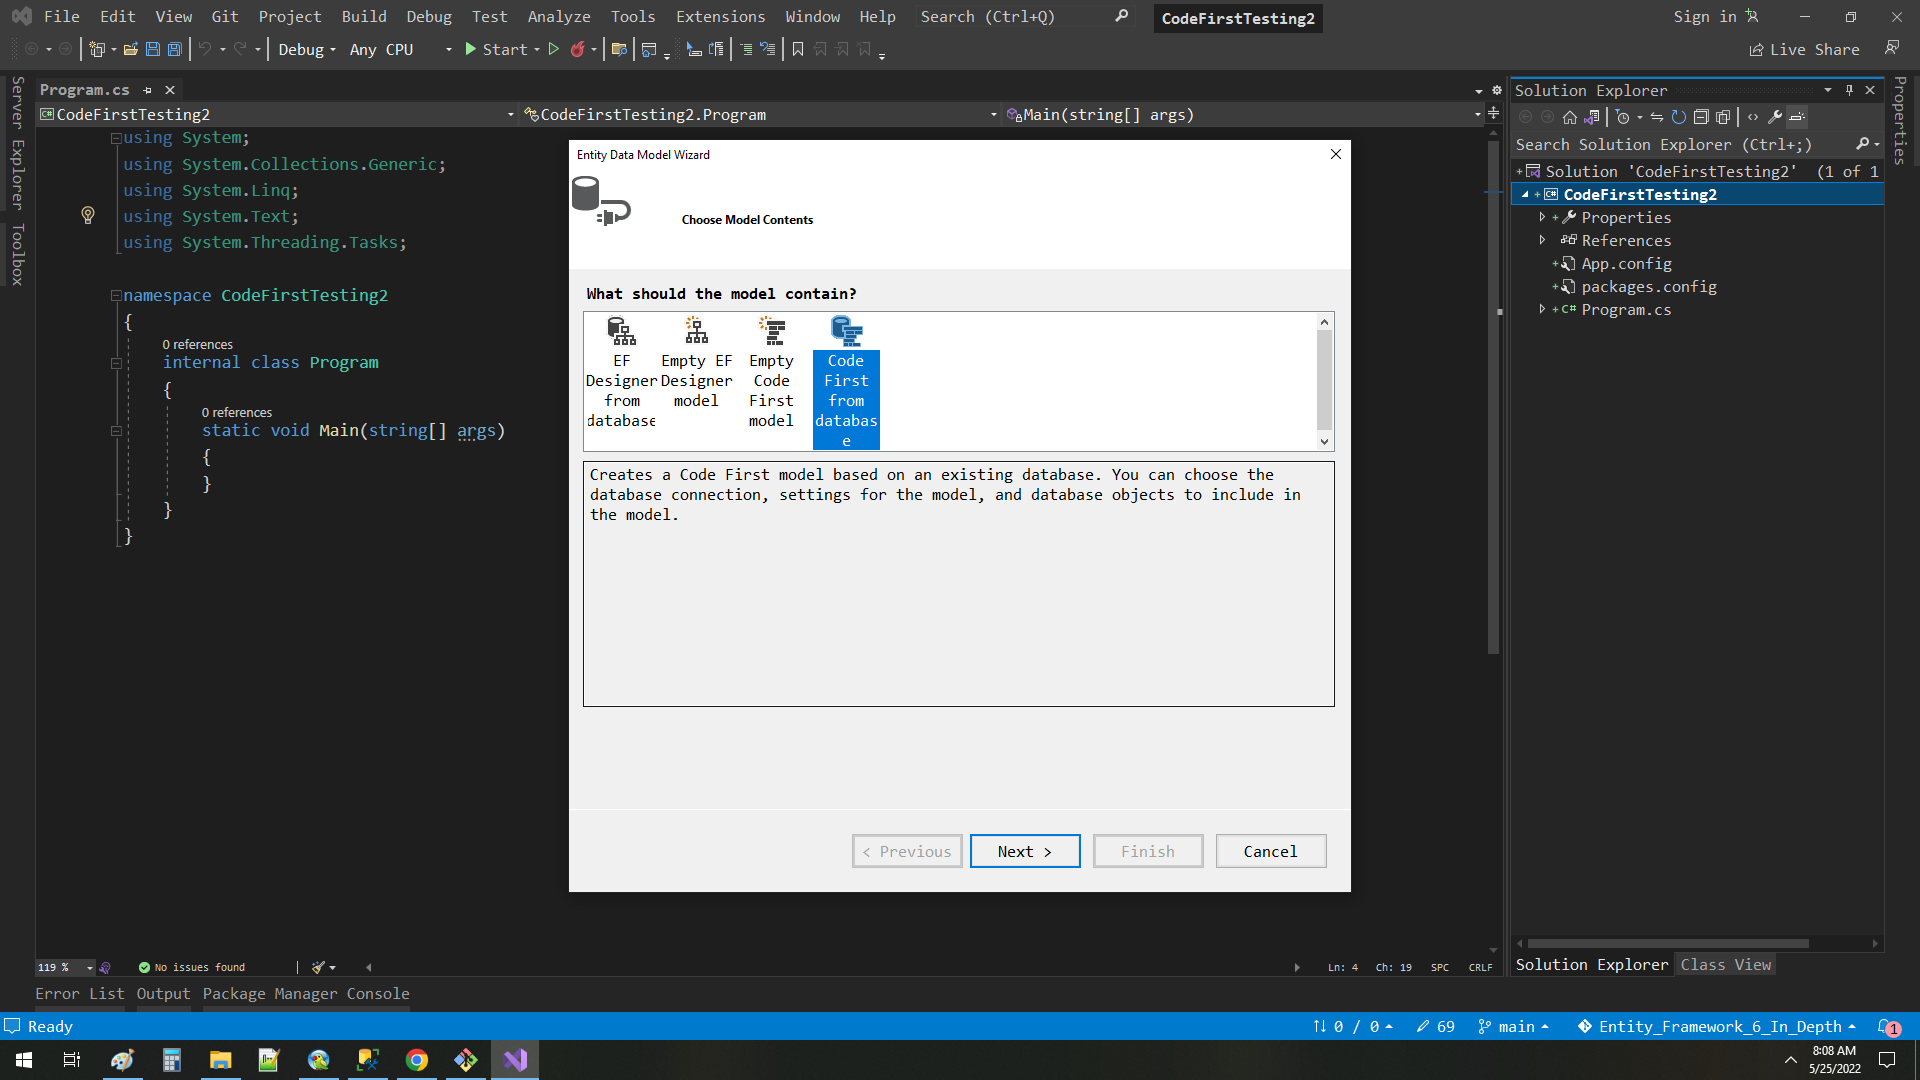 File Edit View Git Project Build Debug Test Analyze Tools Extensions Window Help Search (Ctrl+Q) CodeFirstTesting2 Sign in
Debug Any CPU Start Live Share
Server Explorer
Toolbox
Program.cs
CodeFirstTesting2 CodeFirstTesting2.Program Main(string[] args)
using System;
using System.Collections.Generic;
using System.Linq;
using System.Text;
using System.Threading.Tasks;
namespace CodeFirstTesting2
{
0 references
internal class Program
{
0 references
static void Main(string[] args)
{
}
}
}
Entity Data Model Wizard
Choose Model Contents
What should the model contain?
EF
Designer
from
database
Empty EF
Designer
model
Empty
Code
First
model
Code
First
from
databas
e
Creates a Code First model based on an existing database. You can choose the
database connection, settings for the model, and database objects to include in
the model.
< Previous Next > Finish Cancel
Solution Explorer
Search Solution Explorer (Ctrl+;)
Solution 'CodeFirstTesting2' (1 of 1
CodeFirstTesting2
Properties
References
App.config
packages.config
C# Program.cs
Solution Explorer Class View
Properties
119 % No issues found Ln: 4 Ch: 19 SPC CRLF
Error List Output Package Manager Console
Ready 0 / 0 69 main Entity_Framework_6_In_Depth 1
8:08 AM
5/25/2022